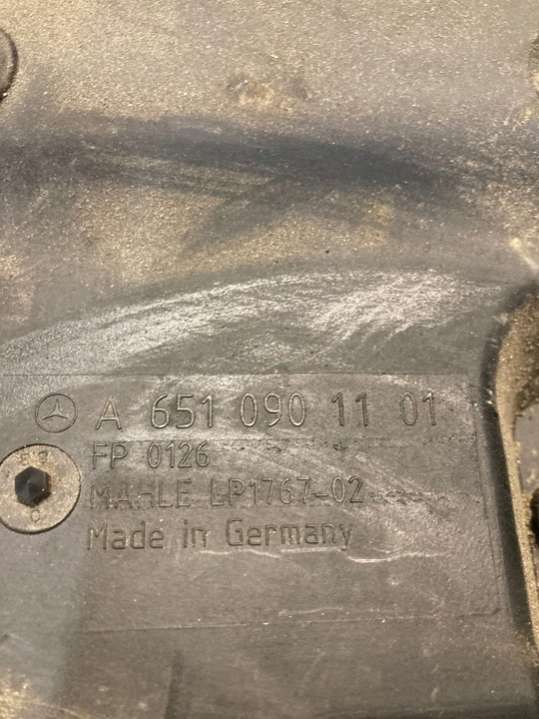 A 651 090 11 01
FP 0126
MAHLE LP1767-02
Made in Germany